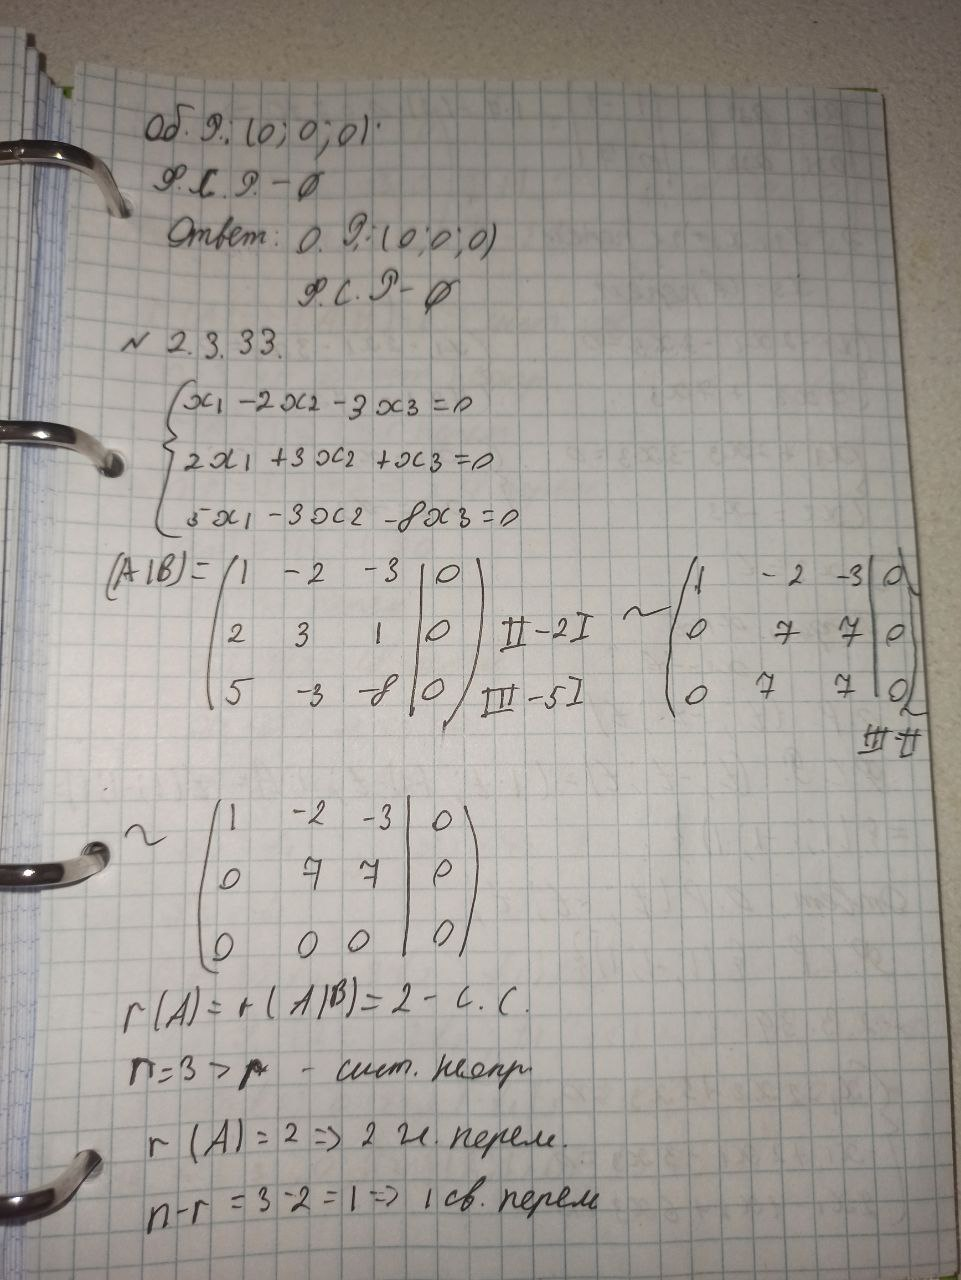 Об. Р.: (0; 0; 0).
Ф. С. Р. – ∅
Ответ: О. Р.: (0; 0; 0)
Ф. С. Р – ∅
N 2.3.33.
x1 - 2x2 - 3x3 = 0
2x1 + 3x2 + x3 = 0
5x1 - 3x2 - 8x3 = 0
(A|B) = ( 1 -2 -3 | 0 ) ~ ( 1 -2 -3 | 0 )
2 3 1 | 0 II - 2I 0 7 7 | 0
5 -3 -8 | 0 III - 5I 0 7 7 | 0
III - II
~ ( 1 -2 -3 | 0 )
0 7 7 | 0
0 0 0 | 0
r(A) = r(A|B) = 2 - с. С.
n = 3 > r - сист. неопр
r(A) = 2 => 2 гл. перем.
n - r = 3 - 2 = 1 => 1 св. перем